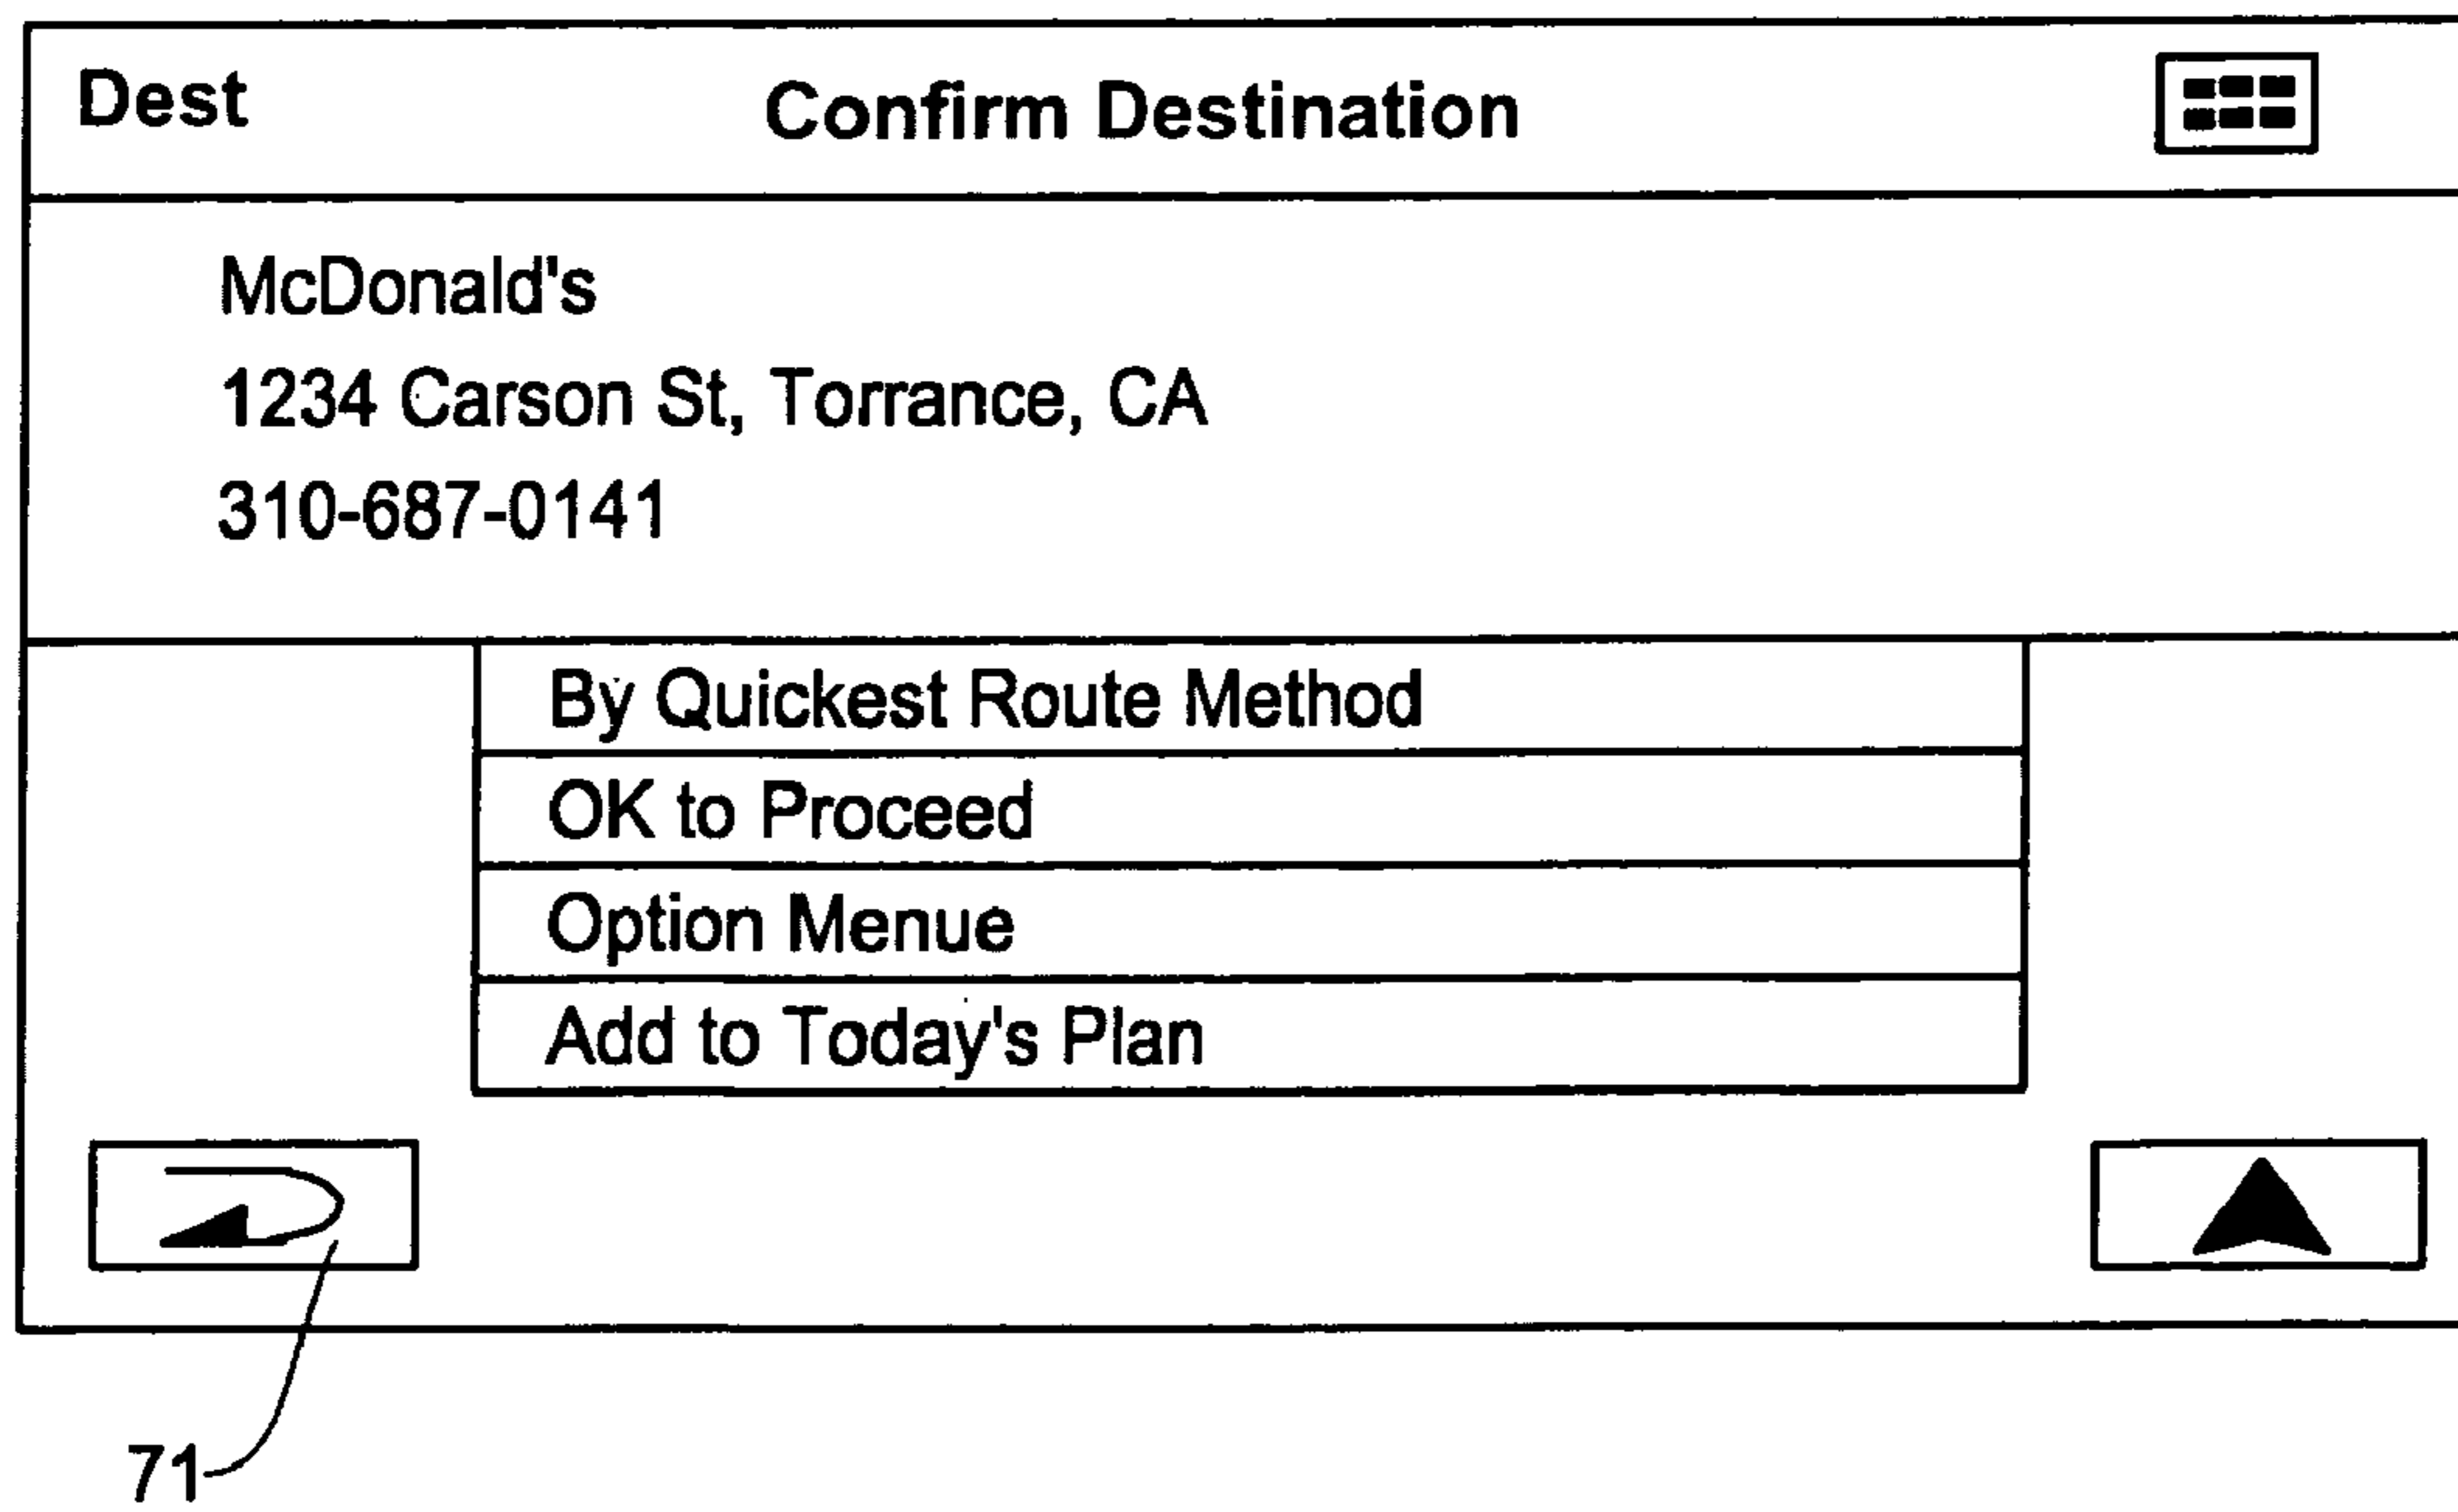 Dest
Confirm Destination
McDonald's
1234 Carson St, Torrance, CA
310-687-0141
By Quickest Route Method
OK to Proceed
Option Menue
Add to Today's Plan
71